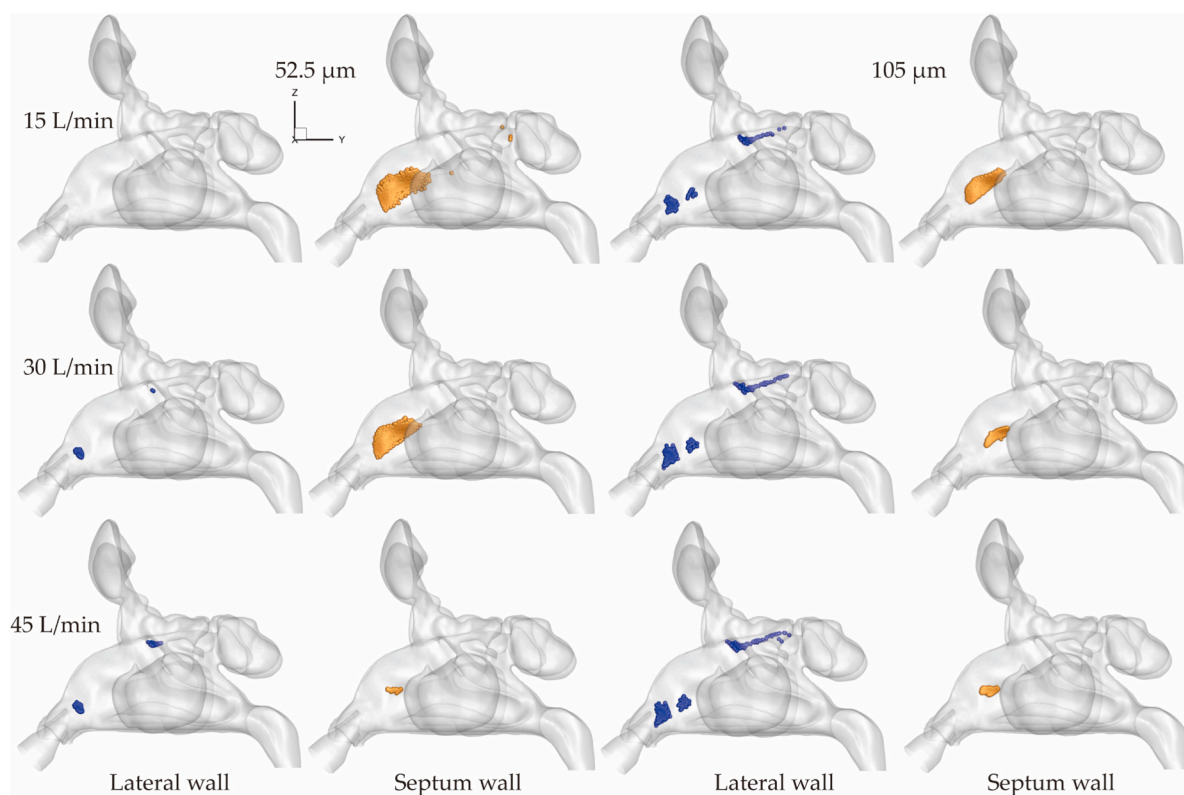 52.5 µm
105 µm
Z
X
Y
15 L/min
30 L/min
45 L/min
Lateral wall
Septum wall
Lateral wall
Septum wall